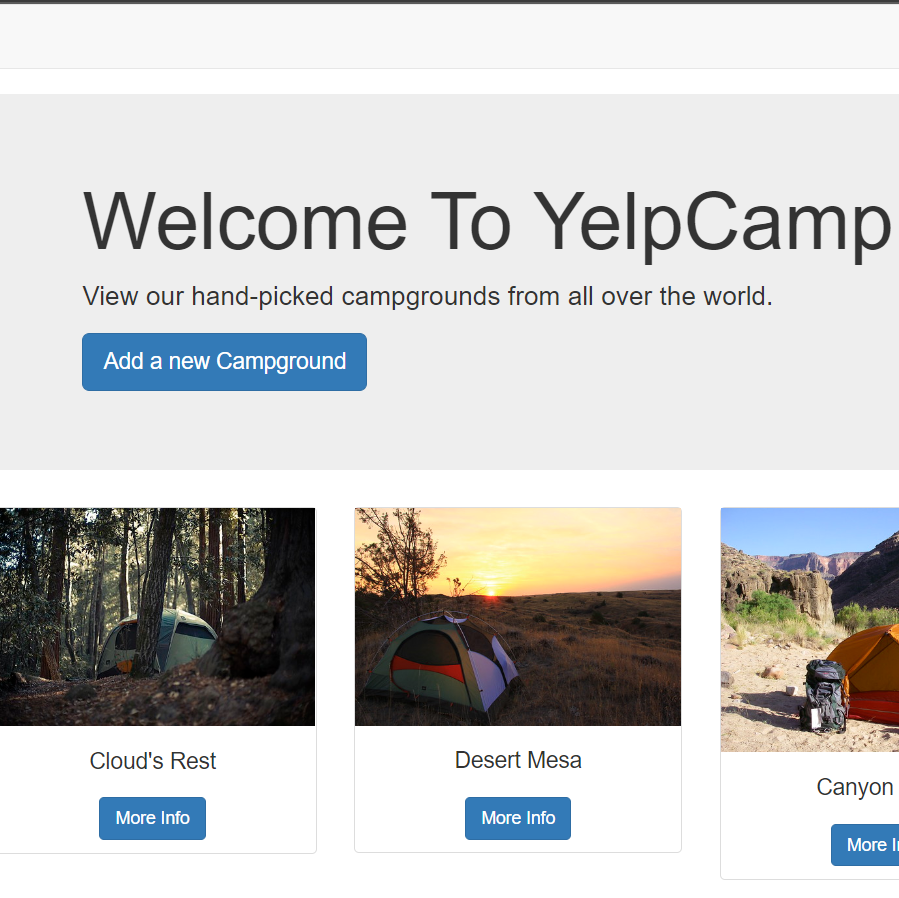 Welcome To YelpCamp
View our hand-picked campgrounds from all over the world.
Add a new Campground
Cloud's Rest
Desert Mesa
Canyon
More Info
More Info
More